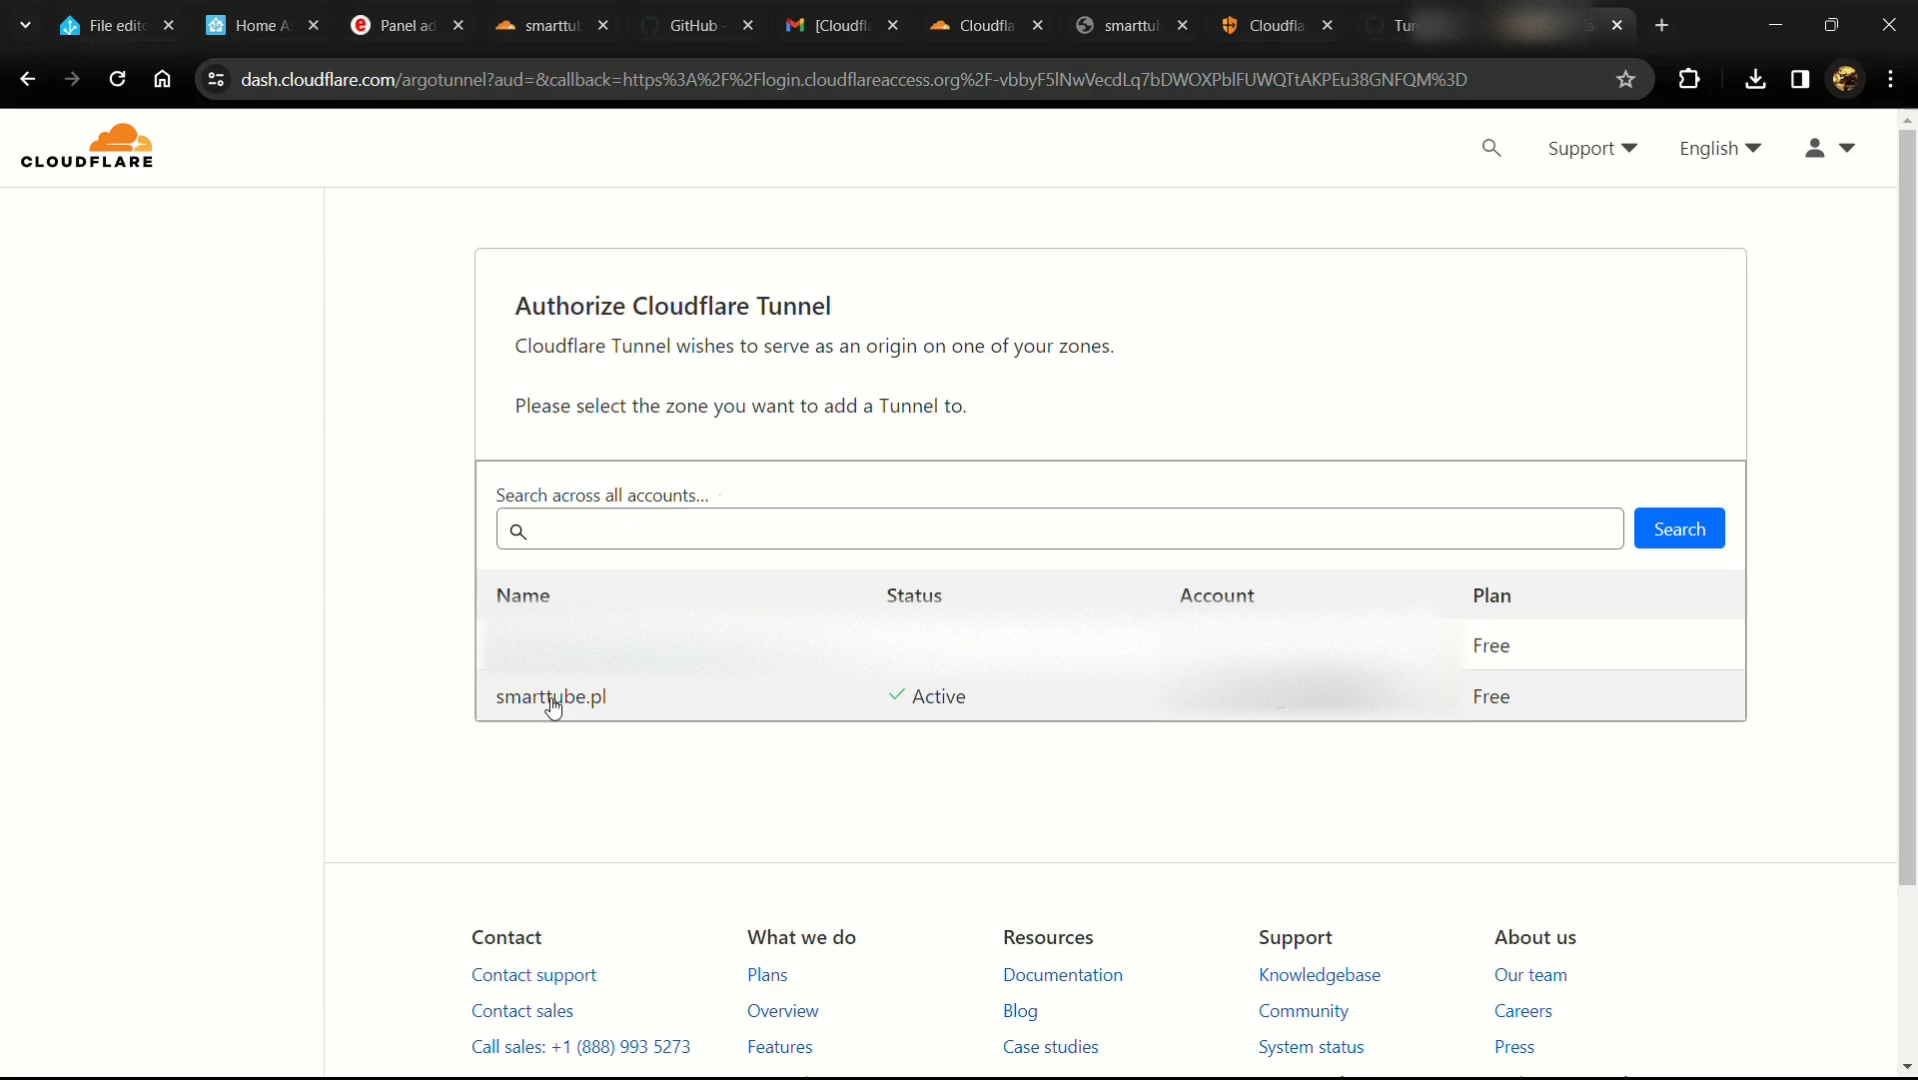 File edit
Home A
Panel ad
smarttu
GitHub
[Cloudfl
Cloudfla
smarttu
Cloudfla
dash.cloudflare.com/argotunnel?aud=&callback=https%3A%2F%2Flogin.cloudflareaccess.org%2F-vbbyF5lNwVecdLq7bDWOXPblFUWQTtAKPEu38GNFQM%3D
CLOUDFLARE
Support
English
Authorize Cloudflare Tunnel
Cloudflare Tunnel wishes to serve as an origin on one of your zones.
Please select the zone you want to add a Tunnel to.
Search across all accounts...
Search
Name Status Account Plan
Free
smarttube.pl Active Free
Contact What we do Resources Support About us
Contact support Plans Documentation Knowledgebase Our team
Contact sales Overview Blog Community Careers
Call sales: +1 (888) 993 5273 Features Case studies System status Press